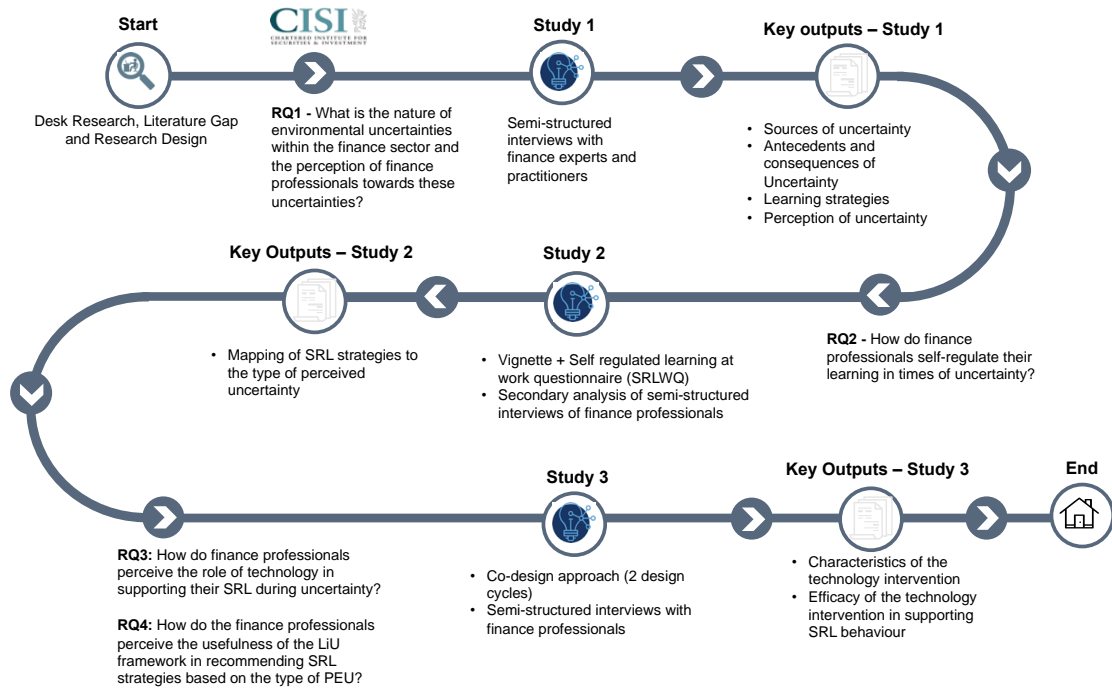 Start
Desk Research, Literature Gap
and Research Design
CISI
CHARTERED INSTITUTE FOR
SECURITIES & INVESTMENT
RQ1 - What is the nature of
environmental uncertainties
within the finance sector and
the perception of finance
professionals towards these
uncertainties?
Study 1
Semi-structured
interviews with
finance experts and
practitioners
Key outputs – Study 1
• Sources of uncertainty
• Antecedents and
consequences of
Uncertainty
• Learning strategies
• Perception of uncertainty
RQ2 - How do finance
professionals self-regulate their
learning in times of uncertainty?
Study 2
• Vignette + Self regulated learning at
work questionnaire (SRLWQ)
• Secondary analysis of semi-structured
interviews of finance professionals
Key Outputs – Study 2
• Mapping of SRL strategies to
the type of perceived
uncertainty
RQ3: How do finance professionals
perceive the role of technology in
supporting their SRL during uncertainty?
RQ4: How do the finance professionals
perceive the usefulness of the LiU
framework in recommending SRL
strategies based on the type of PEU?
Study 3
• Co-design approach (2 design
cycles)
• Semi-structured interviews with
finance professionals
Key Outputs – Study 3
• Characteristics of the
technology intervention
• Efficacy of the technology
intervention in supporting
SRL behaviour
End